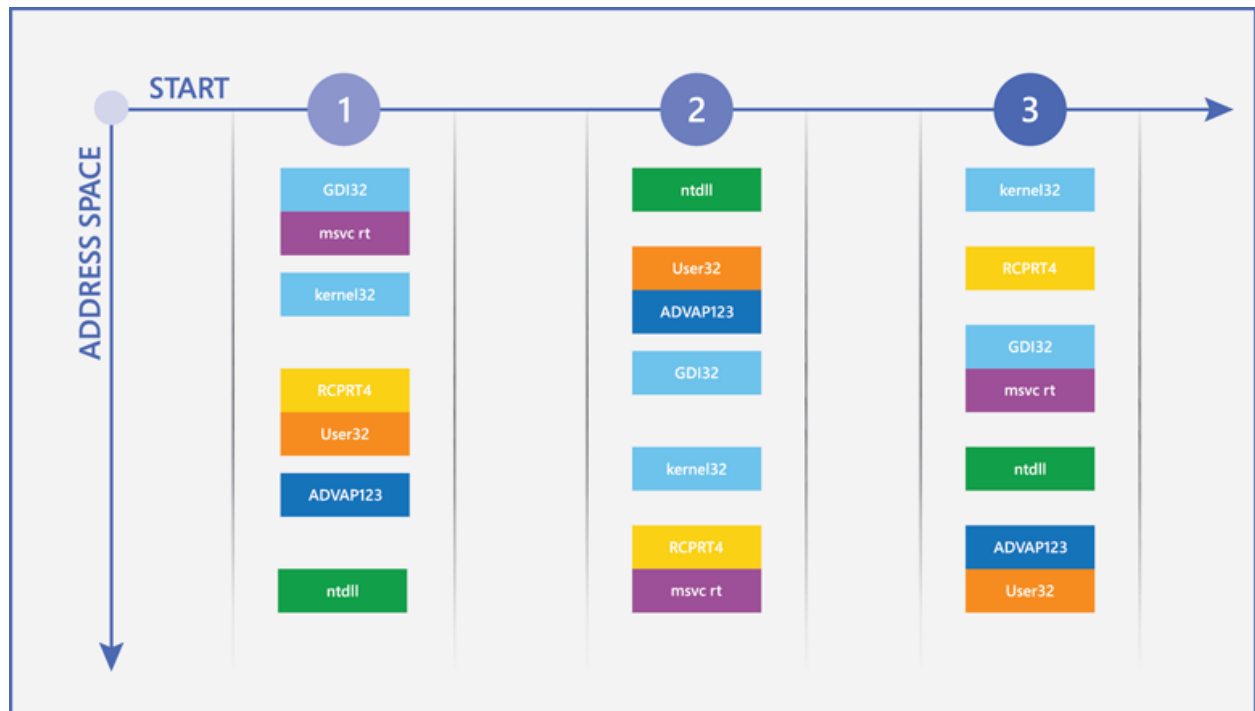 START
1
2
3
ADDRESS SPACE
GDI32
msvc rt
kernel32
RCPRT4
User32
ADVAP123
ntdll
ntdll
User32
ADVAP123
GDI32
kernel32
RCPRT4
msvc rt
kernel32
RCPRT4
GDI32
msvc rt
ntdll
ADVAP123
User32